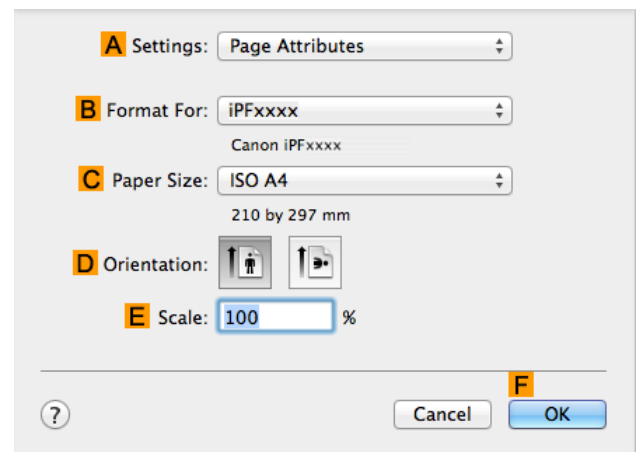 A Settings: Page Attributes
B Format For: iPFxxxx
Canon iPFxxxx
C Paper Size: ISO A4
210 by 297 mm
D Orientation:
E Scale: 100 %
F
? Cancel OK